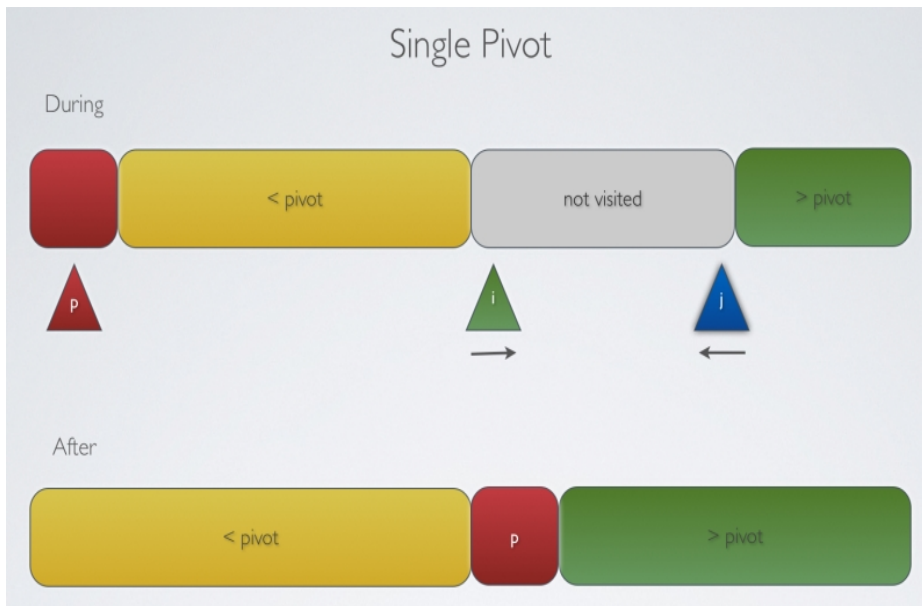 Single Pivot
During
< pivot
not visited
> pivot
p
i
j
After
< pivot
p
> pivot